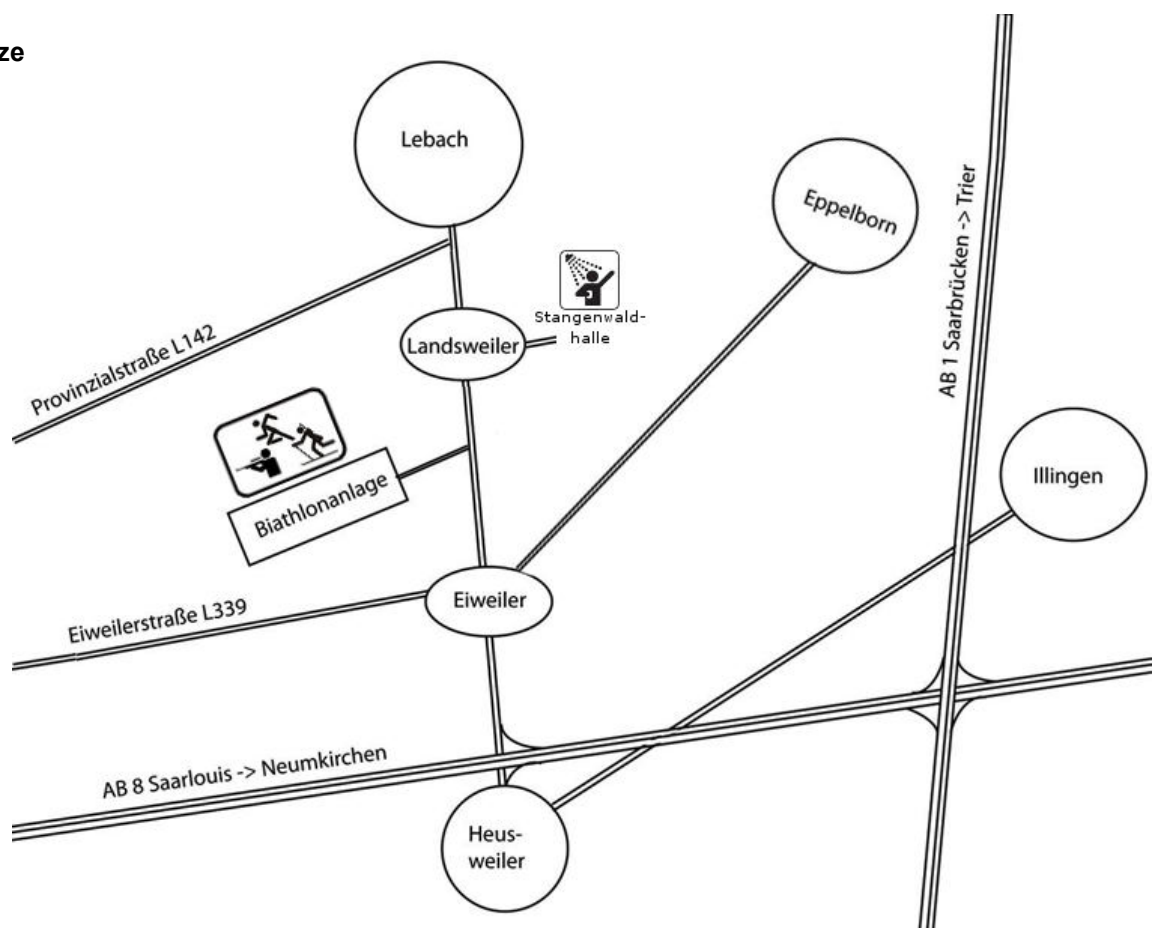 ze
Lebach
Eppelborn
AB 1 Saarbrücken -> Trier
Stangenwald-
halle
Landsweiler
Provinzialstraße L142
Illingen
Biathlonanlage
Eiweiler
Eiweilerstraße L339
AB 8 Saarlouis -> Neumkirchen
Heus-
weiler